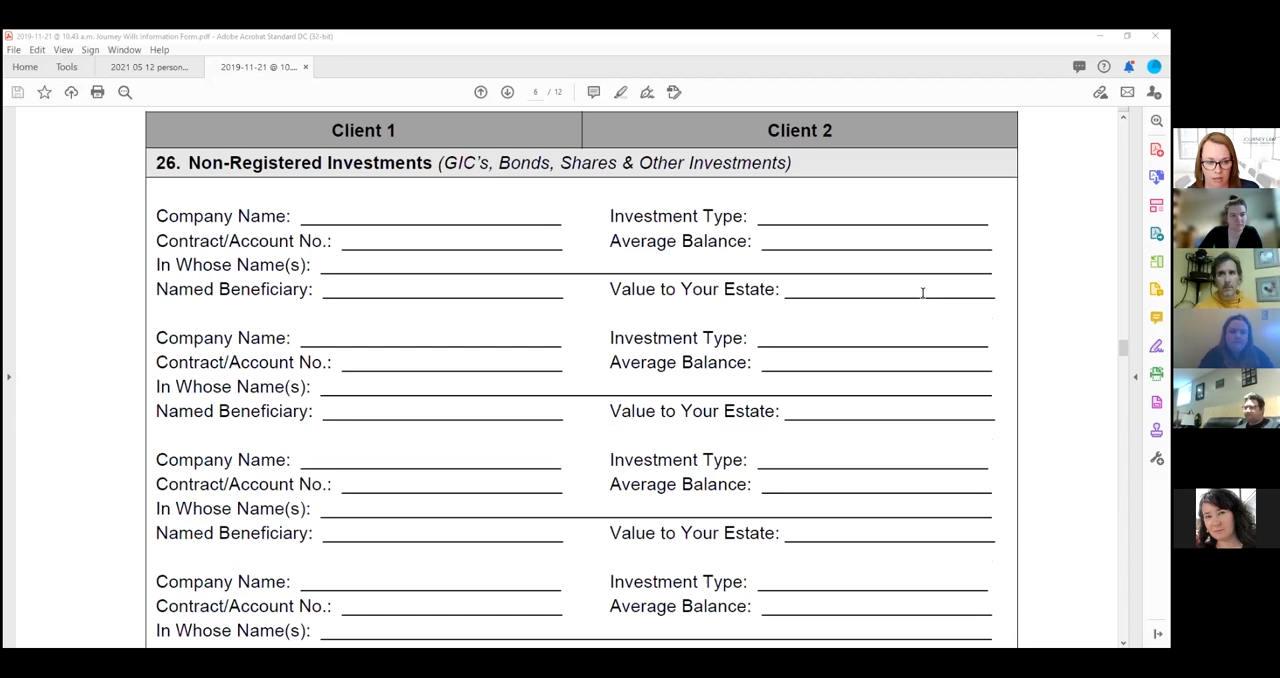 2019-11-21 @ 10.43 a.m. Journey Wills Information Form.pdf - Adobe Acrobat Standard DC (32-bit)
File Edit View Sign Window Help
Home Tools 2021 05 12 person... 2019-11-21 @ 10.... ×
6 / 12
Client 1 Client 2
26. Non-Registered Investments (GIC's, Bonds, Shares & Other Investments)
Company Name: Investment Type:
Contract/Account No.: Average Balance:
In Whose Name(s):
Named Beneficiary: Value to Your Estate:
Company Name: Investment Type:
Contract/Account No.: Average Balance:
In Whose Name(s):
Named Beneficiary: Value to Your Estate:
Company Name: Investment Type:
Contract/Account No.: Average Balance:
In Whose Name(s):
Named Beneficiary: Value to Your Estate:
Company Name: Investment Type:
Contract/Account No.: Average Balance:
In Whose Name(s):